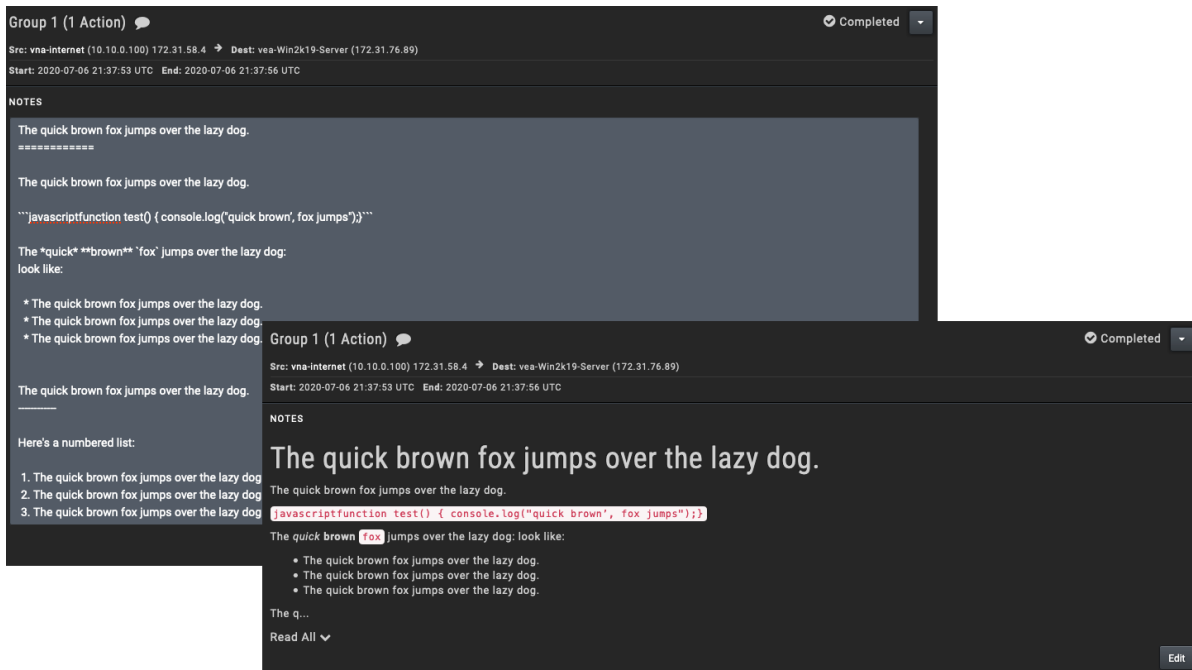 Group 1 (1 Action)
Completed
Src: vna-internet (10.10.0.100) 172.31.58.4 → Dest: vea-Win2k19-Server (172.31.76.89)
Start: 2020-07-06 21:37:53 UTC End: 2020-07-06 21:37:56 UTC
NOTES
The quick brown fox jumps over the lazy dog.
============
The quick brown fox jumps over the lazy dog.
```javascriptfunction test() { console.log("quick brown’, fox jumps");}```
The *quick* **brown** `fox` jumps over the lazy dog:
look like:
* The quick brown fox jumps over the lazy dog.
* The quick brown fox jumps over the lazy dog.
* The quick brown fox jumps over the lazy dog.
The quick brown fox jumps over the lazy dog.
------------
Here's a numbered list:
1. The quick brown fox jumps over the lazy dog
2. The quick brown fox jumps over the lazy dog
3. The quick brown fox jumps over the lazy dog
Group 1 (1 Action)
Completed
Src: vna-internet (10.10.0.100) 172.31.58.4 → Dest: vea-Win2k19-Server (172.31.76.89)
Start: 2020-07-06 21:37:53 UTC End: 2020-07-06 21:37:56 UTC
NOTES
The quick brown fox jumps over the lazy dog.
The quick brown fox jumps over the lazy dog.
javascriptfunction test() { console.log("quick brown’, fox jumps");}
The quick brown fox jumps over the lazy dog: look like:
• The quick brown fox jumps over the lazy dog.
• The quick brown fox jumps over the lazy dog.
• The quick brown fox jumps over the lazy dog.
The q...
Read All
Edit